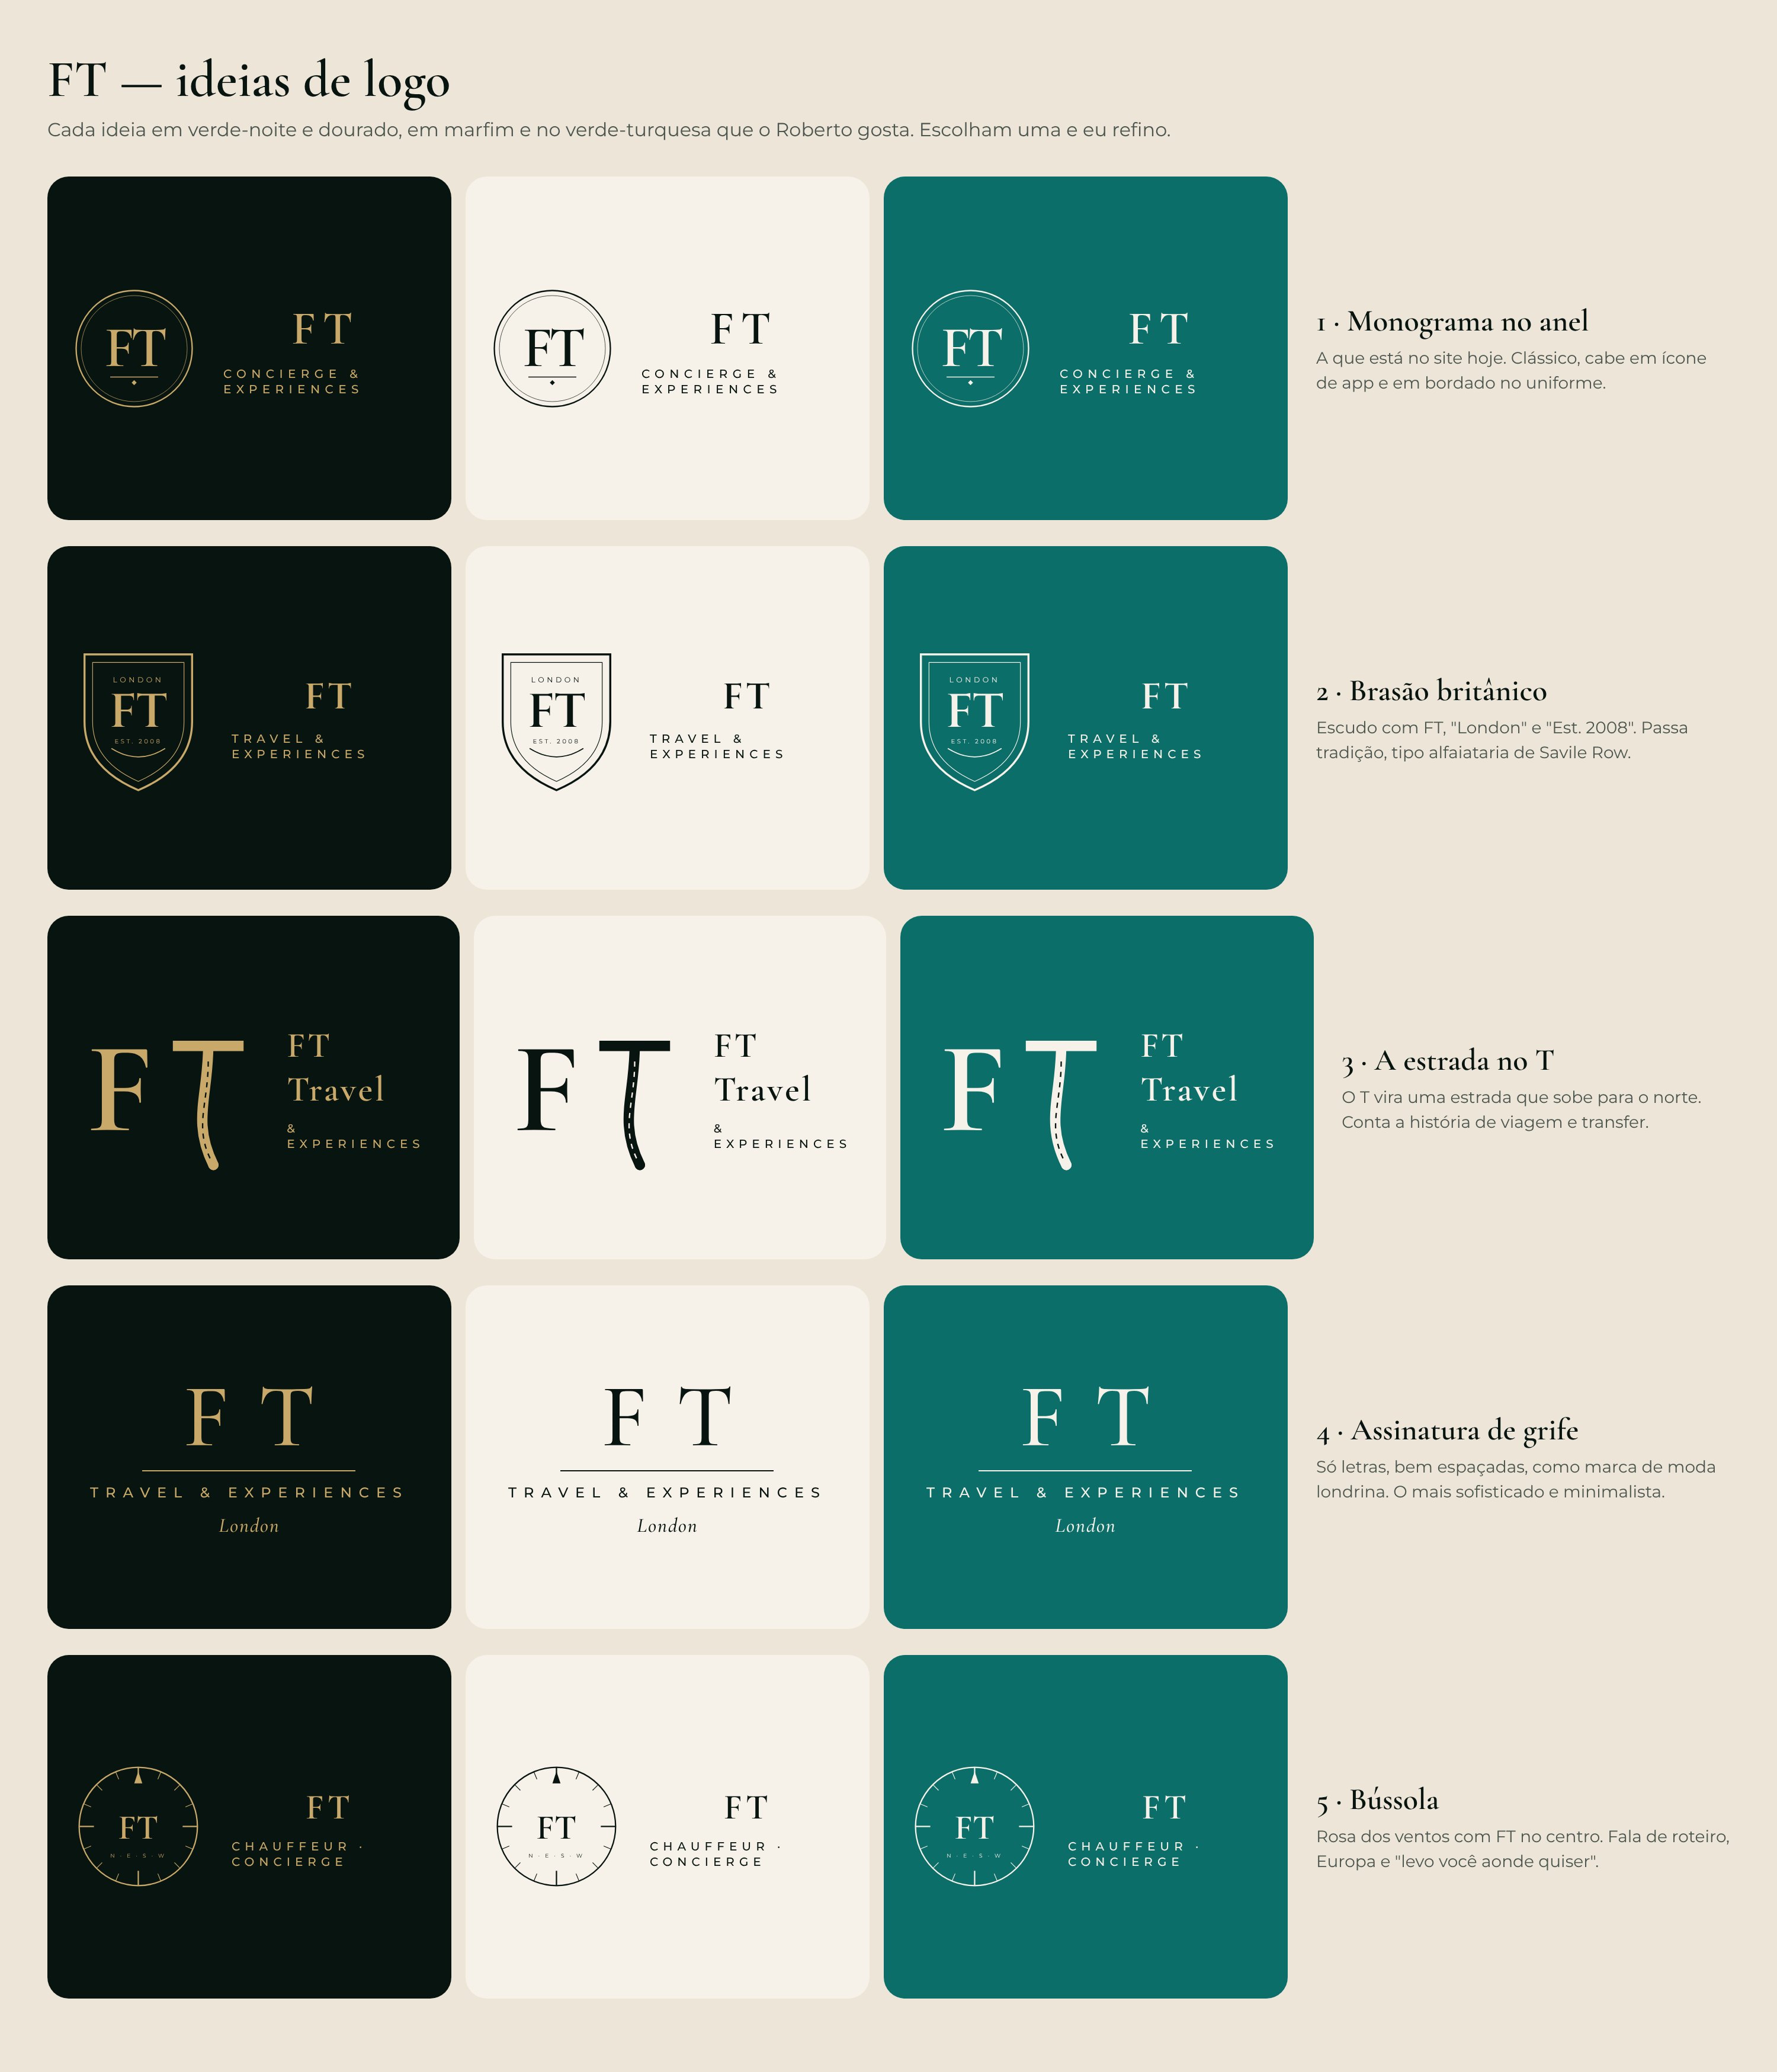 FT — ideias de logo
Cada ideia em verde-noite e dourado, em marfim e no verde-turquesa que o Roberto gosta. Escolham uma e eu refino.
FT
FT
CONCIERGE &
EXPERIENCES
FT
FT
CONCIERGE &
EXPERIENCES
FT
FT
CONCIERGE &
EXPERIENCES
1 · Monograma no anel
A que está no site hoje. Clássico, cabe em ícone
de app e em bordado no uniforme.
LONDON
FT
EST. 2008
FT
TRAVEL &
EXPERIENCES
LONDON
FT
EST. 2008
FT
TRAVEL &
EXPERIENCES
LONDON
FT
EST. 2008
FT
TRAVEL &
EXPERIENCES
2 · Brasão britânico
Escudo com FT, "London" e "Est. 2008". Passa
tradição, tipo alfaiataria de Savile Row.
FT
FT
Travel
&
EXPERIENCES
FT
FT
Travel
&
EXPERIENCES
FT
FT
Travel
&
EXPERIENCES
3 · A estrada no T
O T vira uma estrada que sobe para o norte.
Conta a história de viagem e transfer.
F T
TRAVEL & EXPERIENCES
London
F T
TRAVEL & EXPERIENCES
London
F T
TRAVEL & EXPERIENCES
London
4 · Assinatura de grife
Só letras, bem espaçadas, como marca de moda
londrina. O mais sofisticado e minimalista.
FT
N · E · S · W
FT
CHAUFFEUR ·
CONCIERGE
FT
N · E · S · W
FT
CHAUFFEUR ·
CONCIERGE
FT
N · E · S · W
FT
CHAUFFEUR ·
CONCIERGE
5 · Bússola
Rosa dos ventos com FT no centro. Fala de roteiro,
Europa e "levo você aonde quiser".